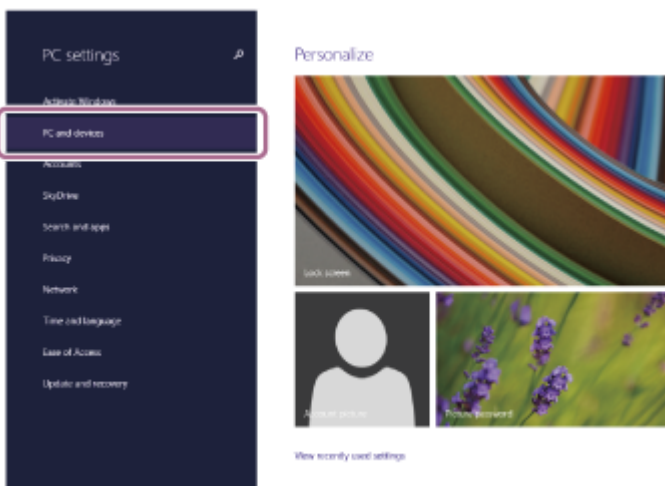 PC settings
Activate Windows
PC and devices
Accounts
SkyDrive
Search and apps
Privacy
Network
Time and language
Ease of Access
Update and recovery
Personalize
Lock screen
Account picture
Picture password
View recently used settings